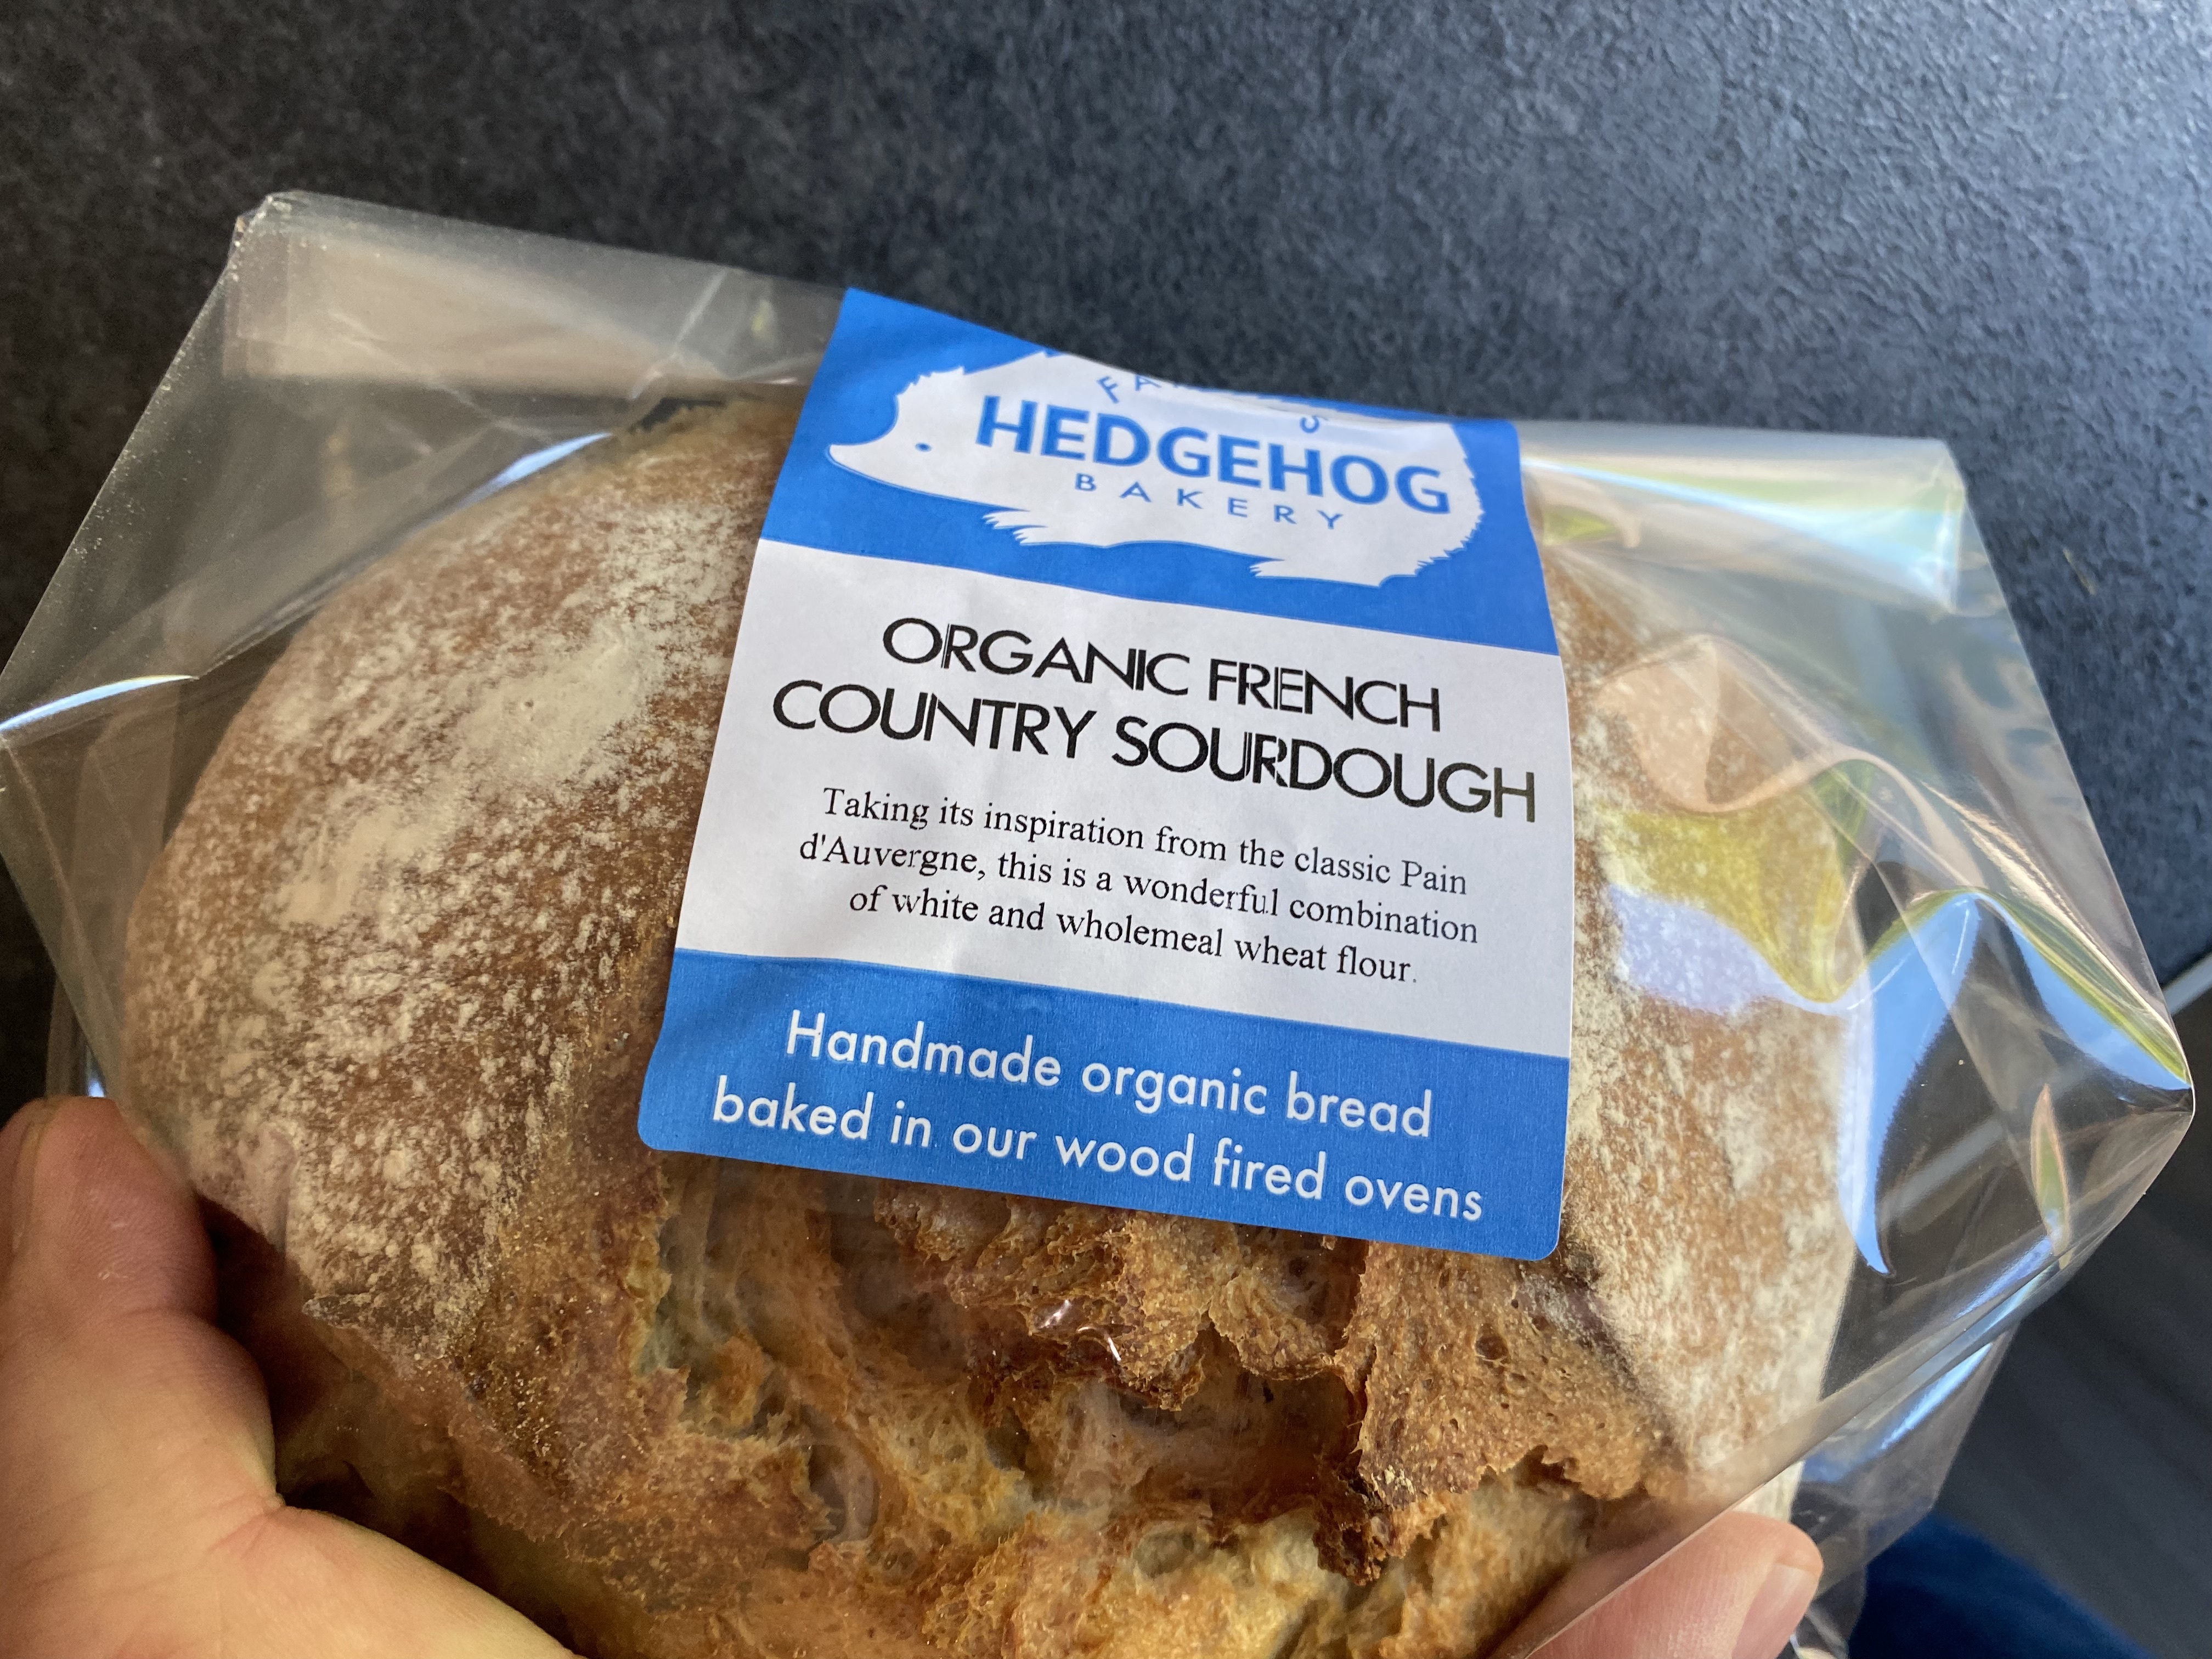 HEDGEHOG
BAKERY
ORGANIC FRENCH
COUNTRY SOURDOUGH
Taking its inspiration from the classic Pain
d'Auvergne, this is a wonderful combination
of white and wholemeal wheat flour.
Handmade organic bread
baked in our wood fired ovens